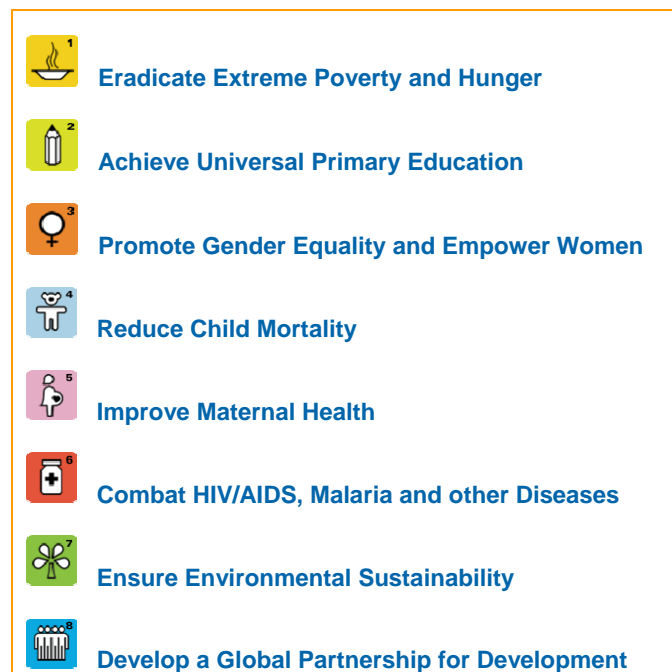 1
Eradicate Extreme Poverty and Hunger
2
Achieve Universal Primary Education
3
Promote Gender Equality and Empower Women
4
Reduce Child Mortality
5
Improve Maternal Health
6
Combat HIV/AIDS, Malaria and other Diseases
7
Ensure Environmental Sustainability
8
Develop a Global Partnership for Development